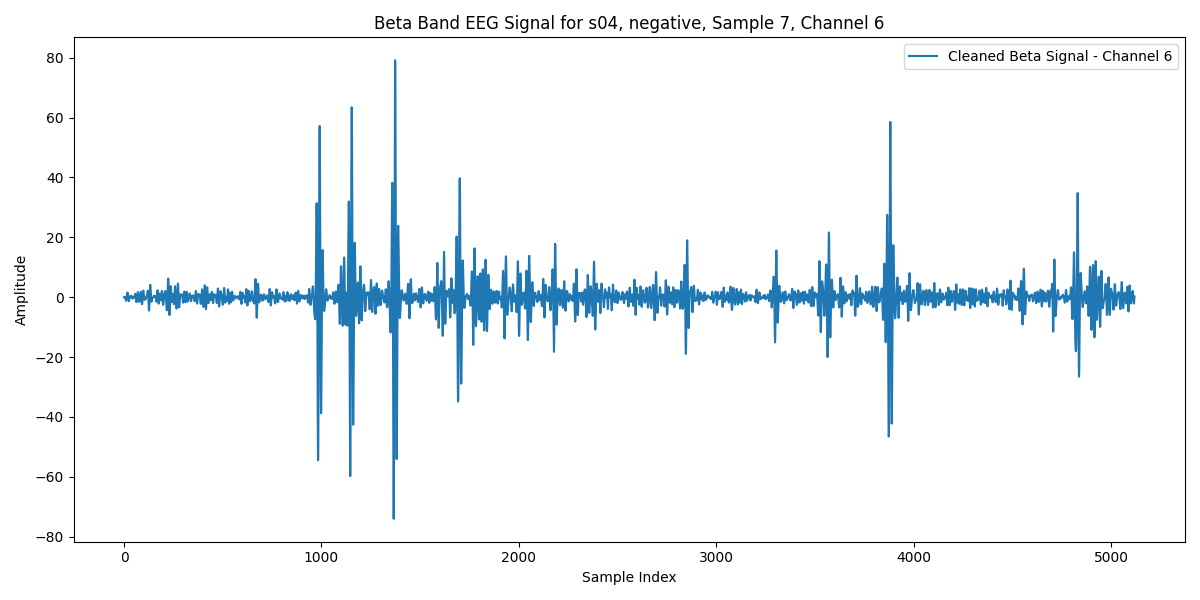 Beta Band EEG Signal for s04, negative, Sample 7, Channel 6
Cleaned Beta Signal - Channel 6
80
60
40
20
0
−20
−40
−60
−80
Amplitude
0 1000 2000 3000 4000 5000
Sample Index